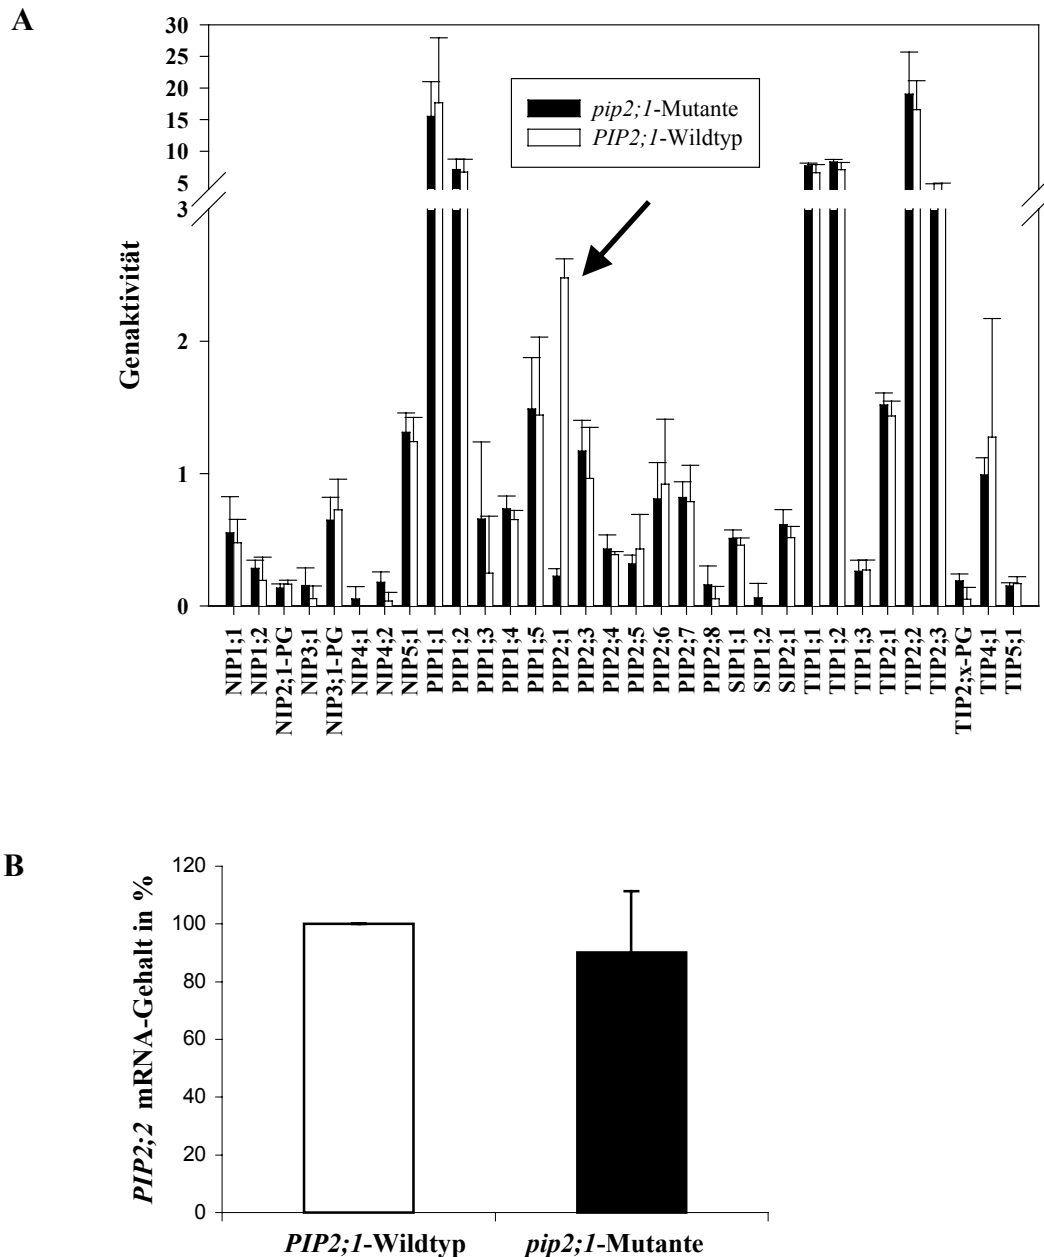 A
Genaktivität
30
25
20
15
10
5
3
2
1
0
pip2;1-Mutante
PIP2;1-Wildtyp
NIP1;1
NIP1;2
NIP2;1-PG
NIP3;1
NIP3;1-PG
NIP4;1
NIP4;2
NIP5;1
PIP1;1
PIP1;2
PIP1;3
PIP1;4
PIP1;5
PIP2;1
PIP2;3
PIP2;4
PIP2;5
PIP2;6
PIP2;7
PIP2;8
SIP1;1
SIP1;2
SIP2;1
TIP1;1
TIP1;2
TIP1;3
TIP2;1
TIP2;2
TIP2;3
TIP2;x-PG
TIP4;1
TIP5;1
B
PIP2;2 mRNA-Gehalt in %
120
100
80
60
40
20
0
PIP2;1-Wildtyp
pip2;1-Mutante